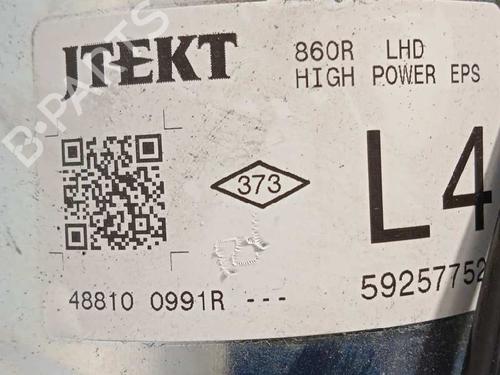 JTEKT
860R LHD
HIGH POWER EPS
373
L4
48810 0991R ---
59257752
B-PARTS